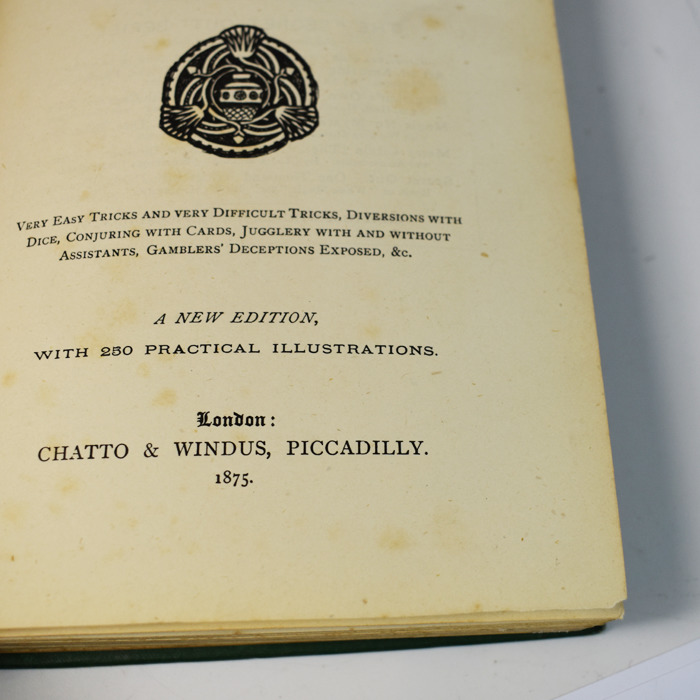 Very Easy Tricks and very Difficult Tricks, Diversions with
Dice, Conjuring with Cards, Jugglery with and without
Assistants, Gamblers' Deceptions Exposed, &c.
A NEW EDITION,
WITH 250 PRACTICAL ILLUSTRATIONS.
London:
CHATTO & WINDUS, PICCADILLY.
1875.